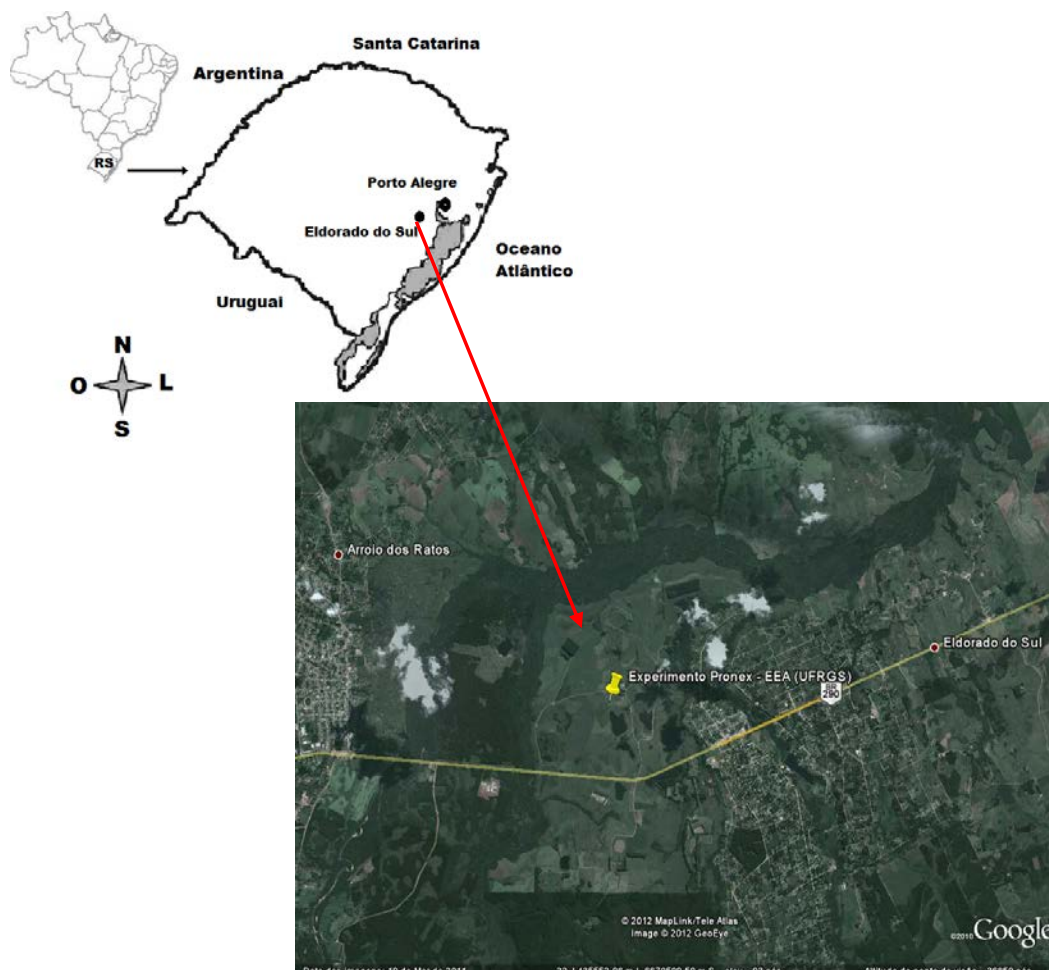 Santa Catarina
Argentina
RS
Porto Alegre
Eldorado do Sul
Oceano
Atlântico
Uruguai
N
O
L
S
Arroio dos Ratos
Eldorado do Sul
Experimento Pronex - EEA (UFRGS)
BR
290
© 2012 MapLink/Tele Atlas
Image © 2012 GeoEye
©2010 Google